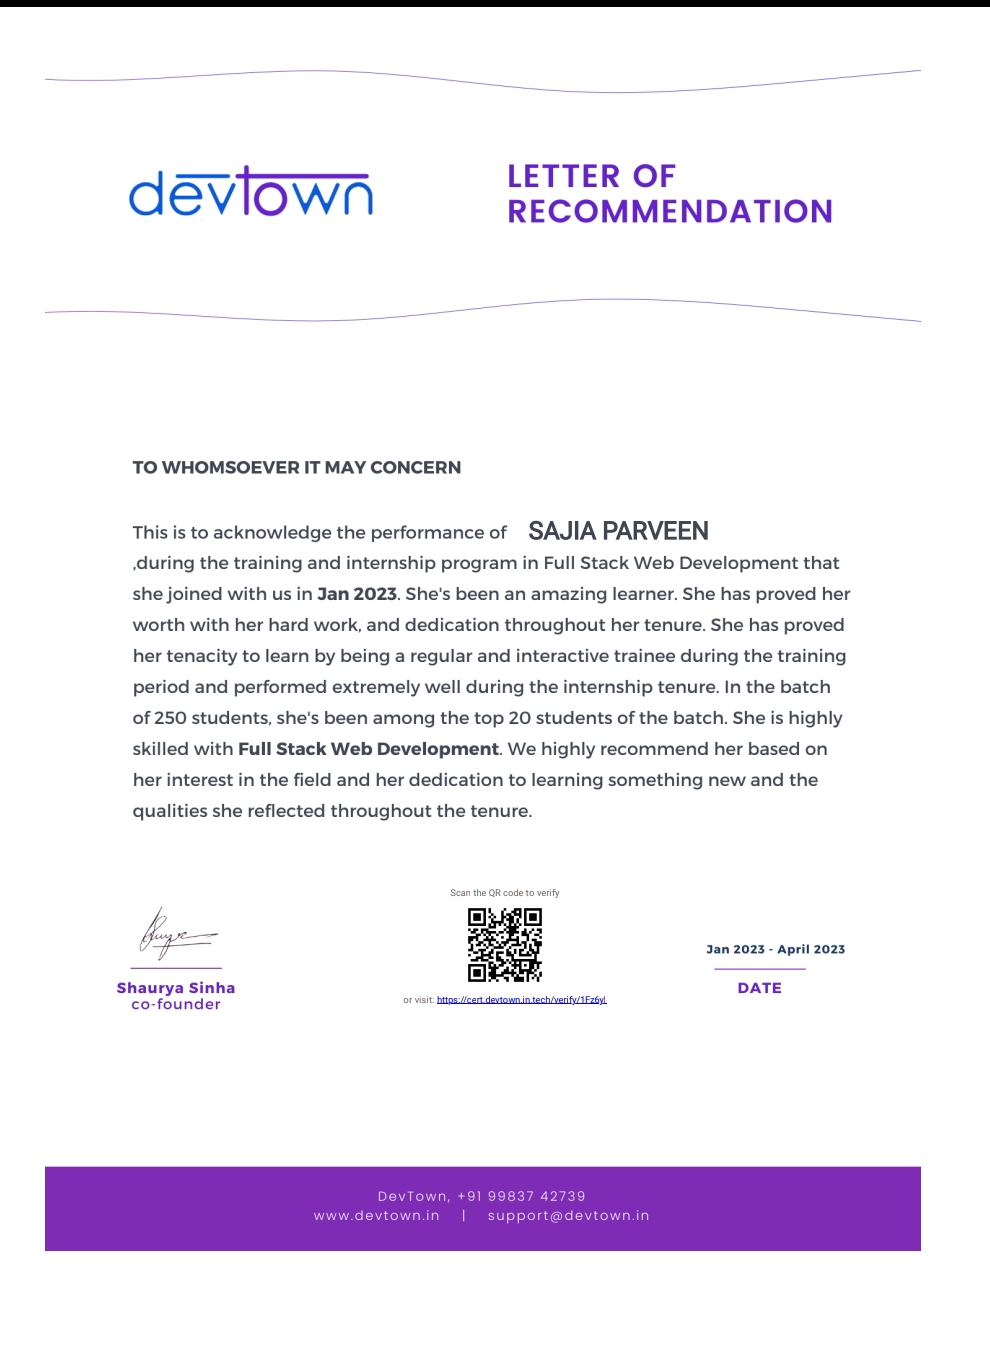 devtown
LETTER OF
RECOMMENDATION
TO WHOMSOEVER IT MAY CONCERN
This is to acknowledge the performance of SAJIA PARVEEN
,during the training and internship program in Full Stack Web Development that
she joined with us in Jan 2023. She's been an amazing learner. She has proved her
worth with her hard work, and dedication throughout her tenure. She has proved
her tenacity to learn by being a regular and interactive trainee during the training
period and performed extremely well during the internship tenure. In the batch
of 250 students, she's been among the top 20 students of the batch. She is highly
skilled with Full Stack Web Development. We highly recommend her based on
her interest in the field and her dedication to learning something new and the
qualities she reflected throughout the tenure.
Scan the QR code to verify
or visit: https://cert.devtown.in.tech/verify/1Fz6yl
Shaurya Sinha
co-founder
Jan 2023 - April 2023
DATE
DevTown, +91 99837 42739
www.devtown.in | support@devtown.in